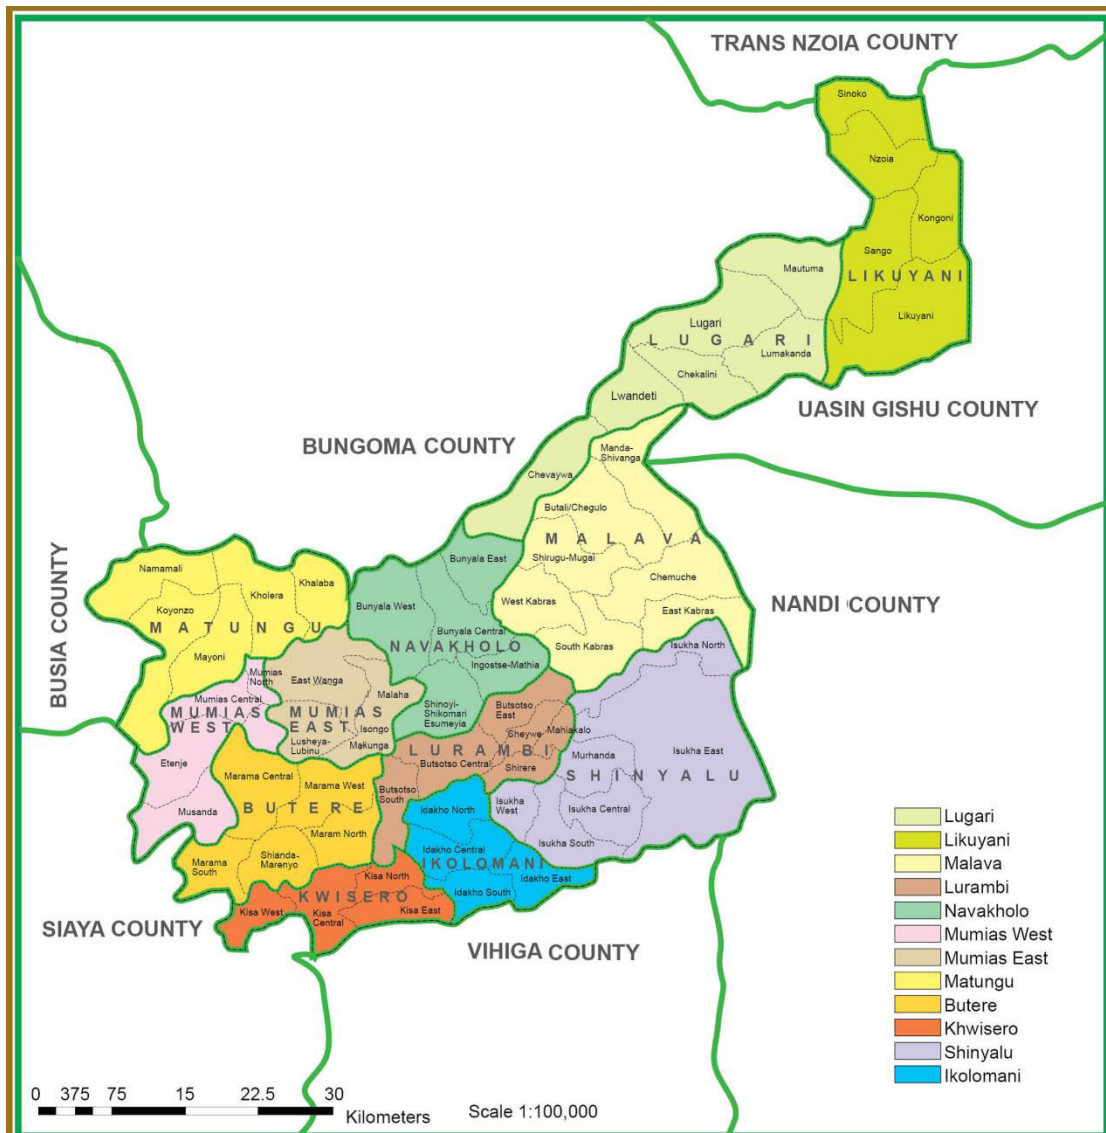 TRANS NZOIA COUNTY
Sinoko
Nzoia
Kongoni
Sango
LIKUYANI
Likuyani
Mautuma
Lugari
LUGARI
Lumakanda
Chekalini
Lwandeti
UASIN GISHU COUNTY
BUNGOMA COUNTY
Chevaywa
Manda-
Shivanga
Butali/Chegulo
MALAVA
Shirugu-Mugai
Chemuche
West Kabras
East Kabras
South Kabras
NANDI COUNTY
BUSIA COUNTY
Namamali
Khalaba
Kholera
Koyonzo
MATUNGU
Mayoni
Bunyala East
Bunyala West
Bunyala Central
NAVAKHOLO
Ingostse-Mathia
Shinoyi-
Shikomari
Esumeyia
Mumias
North
Mumias Central
MUMIAS
WEST
Etenje
Musanda
East Wanga
Malaha
MUMIAS
EAST
Isongo
Lusheya-
Lubinu
Makunga
Butsotso
East
Sheywe
Mahiakalo
LURAMBI
Butsotso Central
Shirere
Butsotso
South
Isukha North
Isukha East
Murhanda
SHINYALU
Isukha
West
Isukha Central
Isukha South
Marama Central
Marama West
BUTERE
Maram North
Marama
South
Shianda-
Marenyo
Idakho North
Idakho Central
IKOLOMANI
Idakho East
Idakho South
Kisa North
KWISERO
Kisa West
Kisa
Central
Kisa East
SIAYA COUNTY
VIHIGA COUNTY
Lugari
Likuyani
Malava
Lurambi
Navakholo
Mumias West
Mumias East
Matungu
Butere
Khwisero
Shinyalu
Ikolomani
0 375 75 15 22.5 30
Kilometers
Scale 1:100,000